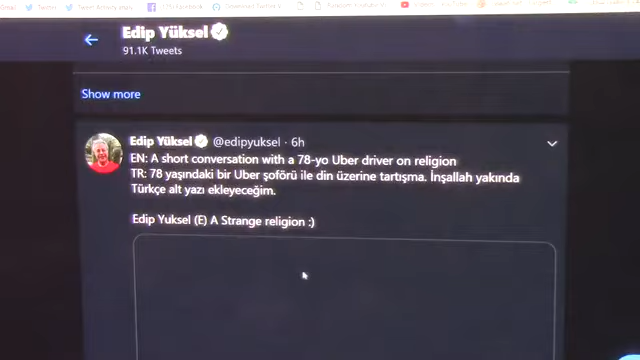 Edip Yüksel
91.1K Tweets
Show more
Edip Yüksel @edipyuksel · 6h
EN: A short conversation with a 78-yo Uber driver on religion
TR: 78 yaşındaki bir Uber şoförü ile din üzerine tartışma. İnşallah yakında
Türkçe alt yazı ekleyeceğim.
Edip Yuksel (E) A Strange religion :)